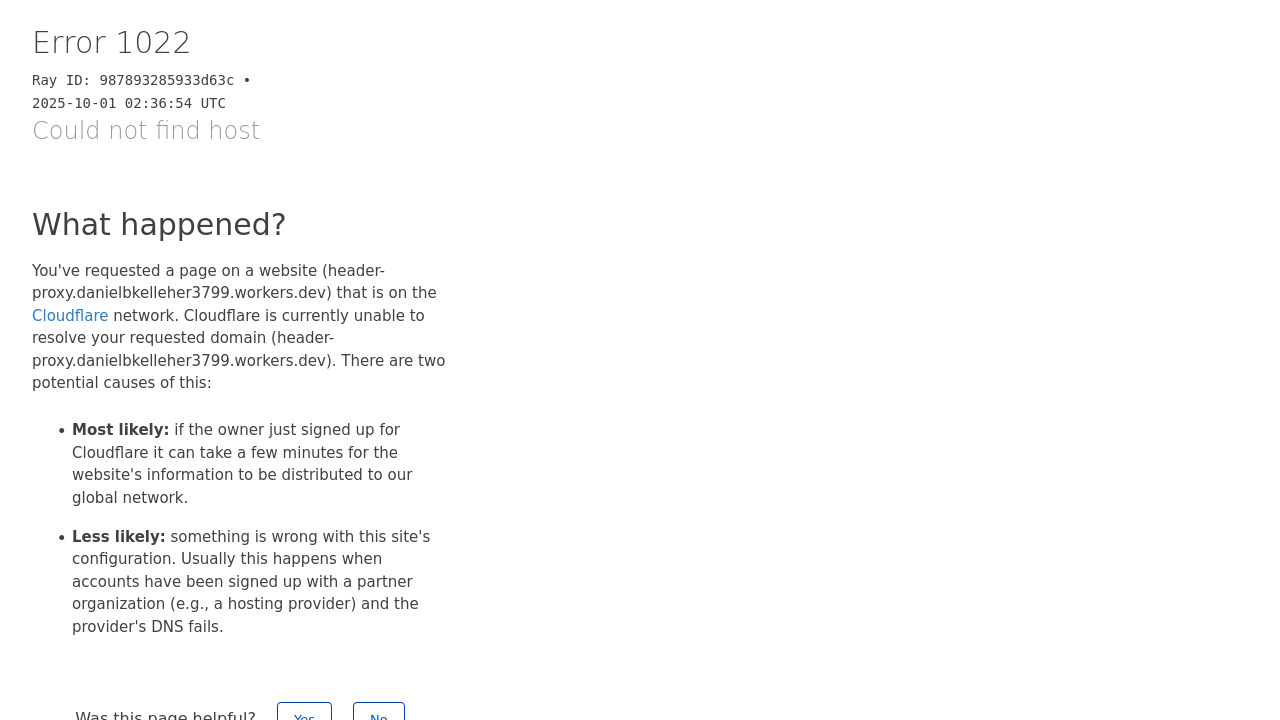 Error 1022
Ray ID: 987893285933d63c •
2025-10-01 02:36:54 UTC
Could not find host
What happened?
You've requested a page on a website (header-
proxy.danielbkelleher3799.workers.dev) that is on the
Cloudflare network. Cloudflare is currently unable to
resolve your requested domain (header-
proxy.danielbkelleher3799.workers.dev). There are two
potential causes of this:
• Most likely: if the owner just signed up for
Cloudflare it can take a few minutes for the
website's information to be distributed to our
global network.
• Less likely: something is wrong with this site's
configuration. Usually this happens when
accounts have been signed up with a partner
organization (e.g., a hosting provider) and the
provider's DNS fails.
Was this page helpful? Yes No